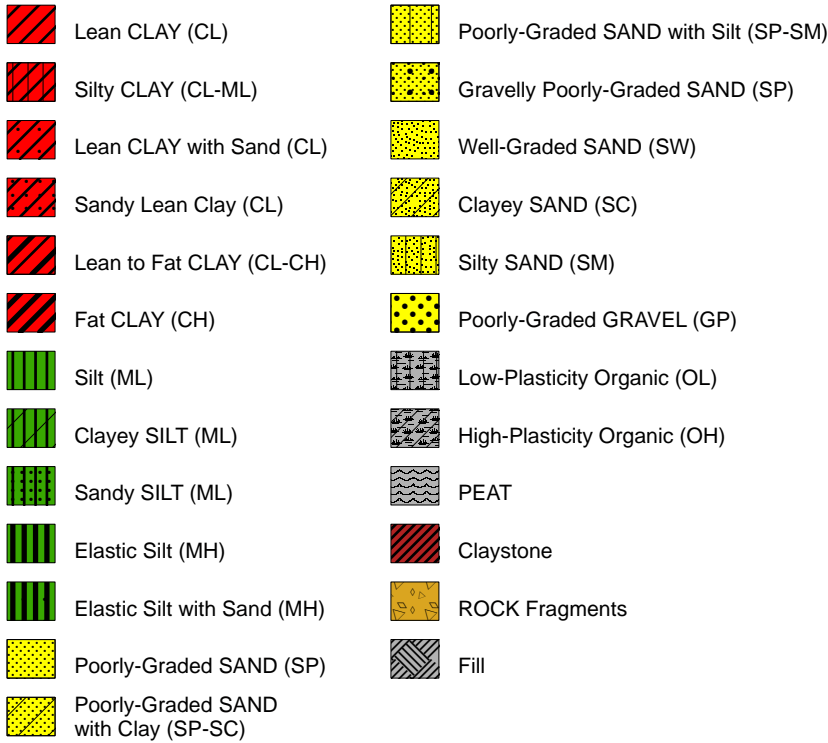 Lean CLAY (CL)
Silty CLAY (CL-ML)
Lean CLAY with Sand (CL)
Sandy Lean Clay (CL)
Lean to Fat CLAY (CL-CH)
Fat CLAY (CH)
Silt (ML)
Clayey SILT (ML)
Sandy SILT (ML)
Elastic Silt (MH)
Elastic Silt with Sand (MH)
Poorly-Graded SAND (SP)
Poorly-Graded SAND
with Clay (SP-SC)
Poorly-Graded SAND with Silt (SP-SM)
Gravelly Poorly-Graded SAND (SP)
Well-Graded SAND (SW)
Clayey SAND (SC)
Silty SAND (SM)
Poorly-Graded GRAVEL (GP)
Low-Plasticity Organic (OL)
High-Plasticity Organic (OH)
PEAT
Claystone
ROCK Fragments
Fill